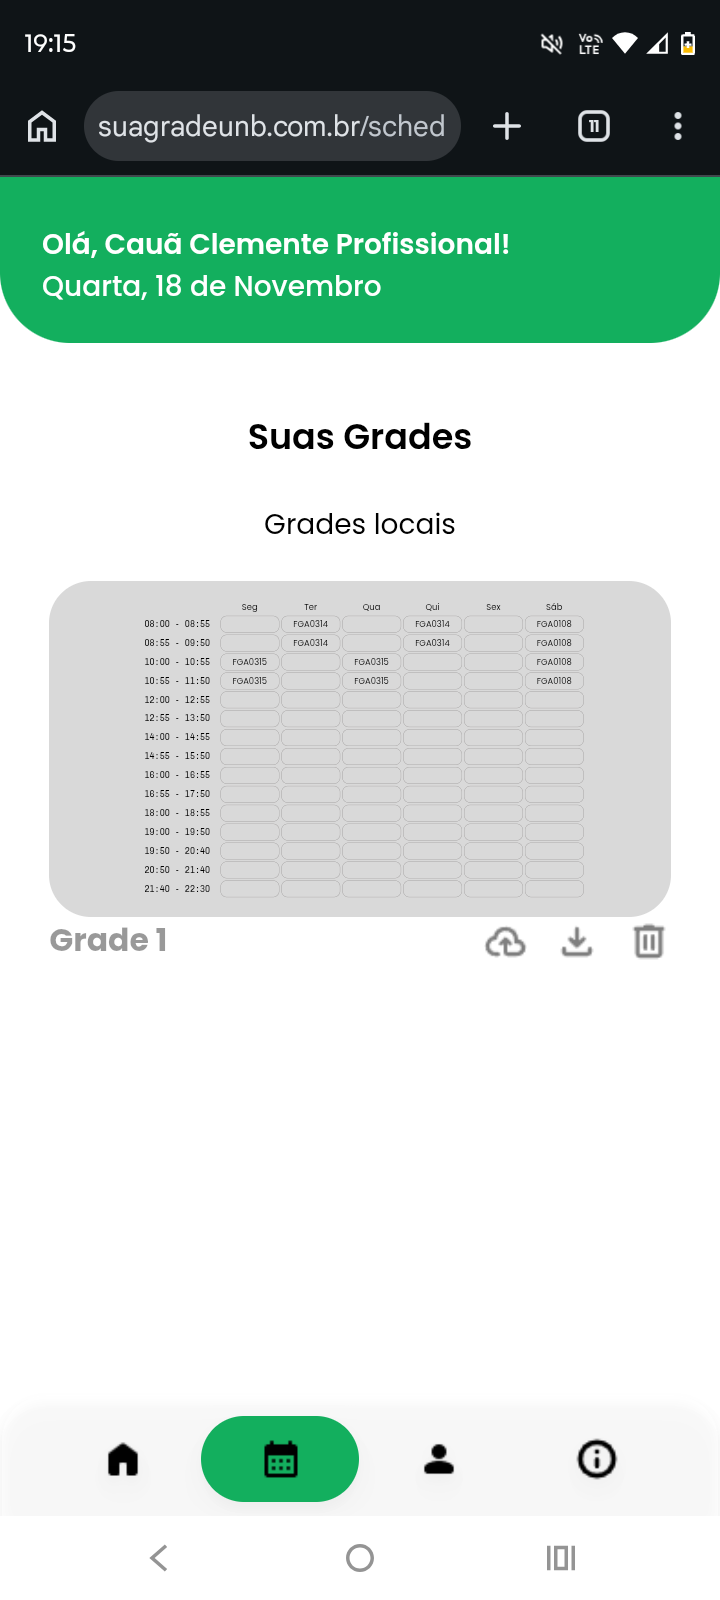 19:15
Vo LTE
suagradeunb.com.br/sched
11
Olá, Cauã Clemente Profissional!
Quarta, 18 de Novembro
Suas Grades
Grades locais
Seg Ter Qua Qui Sex Sáb
08:00 - 08:55 FGA0314 FGA0314 FGA0108
08:55 - 09:50 FGA0314 FGA0314 FGA0108
10:00 - 10:55 FGA0315 FGA0315 FGA0108
10:55 - 11:50 FGA0315 FGA0315 FGA0108
12:00 - 12:55
12:55 - 13:50
14:00 - 14:55
14:55 - 15:50
16:00 - 16:55
16:55 - 17:50
18:00 - 18:55
19:00 - 19:50
19:50 - 20:40
20:50 - 21:40
21:40 - 22:30
Grade 1